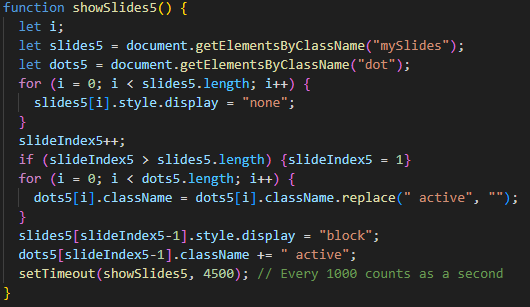 function showSlides5() {
  let i;
  let slides5 = document.getElementsByClassName("mySlides");
  let dots5 = document.getElementsByClassName("dot");
  for (i = 0; i < slides5.length; i++) {
    slides5[i].style.display = "none";
  }
  slideIndex5++;
  if (slideIndex5 > slides5.length) {slideIndex5 = 1}
  for (i = 0; i < dots5.length; i++) {
    dots5[i].className = dots5[i].className.replace(" active", "");
  }
  slides5[slideIndex5-1].style.display = "block";
  dots5[slideIndex5-1].className += " active";
  setTimeout(showSlides5, 4500); // Every 1000 counts as a second
}